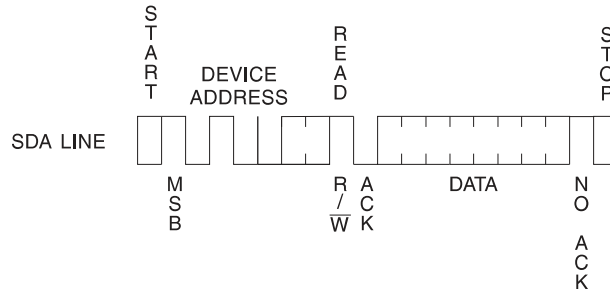 START
READ
STOP
DEVICE
ADDRESS
SDA LINE
MSB
R/W
ACK
DATA
NO ACK